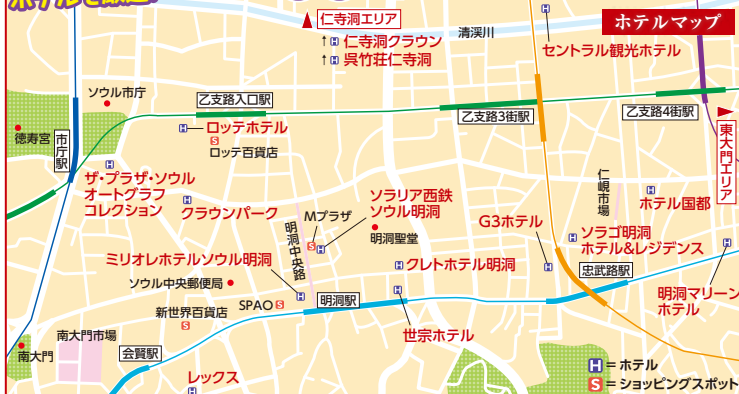 ホテルマップ
仁寺洞エリア
↑H 仁寺洞クラウン
↑H 呉竹荘仁寺洞
清渓川
H
セントラル観光ホテル
ソウル市庁
乙支路入口駅
乙支路3街駅
乙支路4街駅
徳寿宮
市庁駅
H ロッテホテル
S
ロッテ百貨店
東大門エリア
H
ザ・プラザ・ソウル
オートグラフ
コレクション
H
クラウンパーク
ソラリア西鉄
ソウル明洞
Mプラザ
S H
明洞聖堂
明洞中央路
仁峴市場
H
ホテル国都
G3ホテル
H
H ソラゴ明洞
ホテル&レジデンス
ミリオレホテルソウル明洞
H
H クレトホテル明洞
忠武路駅
H
明洞マリーン
ホテル
ソウル中央郵便局
SPAO S
明洞駅
H
世宗ホテル
新世界百貨店
S
南大門市場
南大門
会賢駅
レックス
H
H = ホテル
S = ショッピングスポット